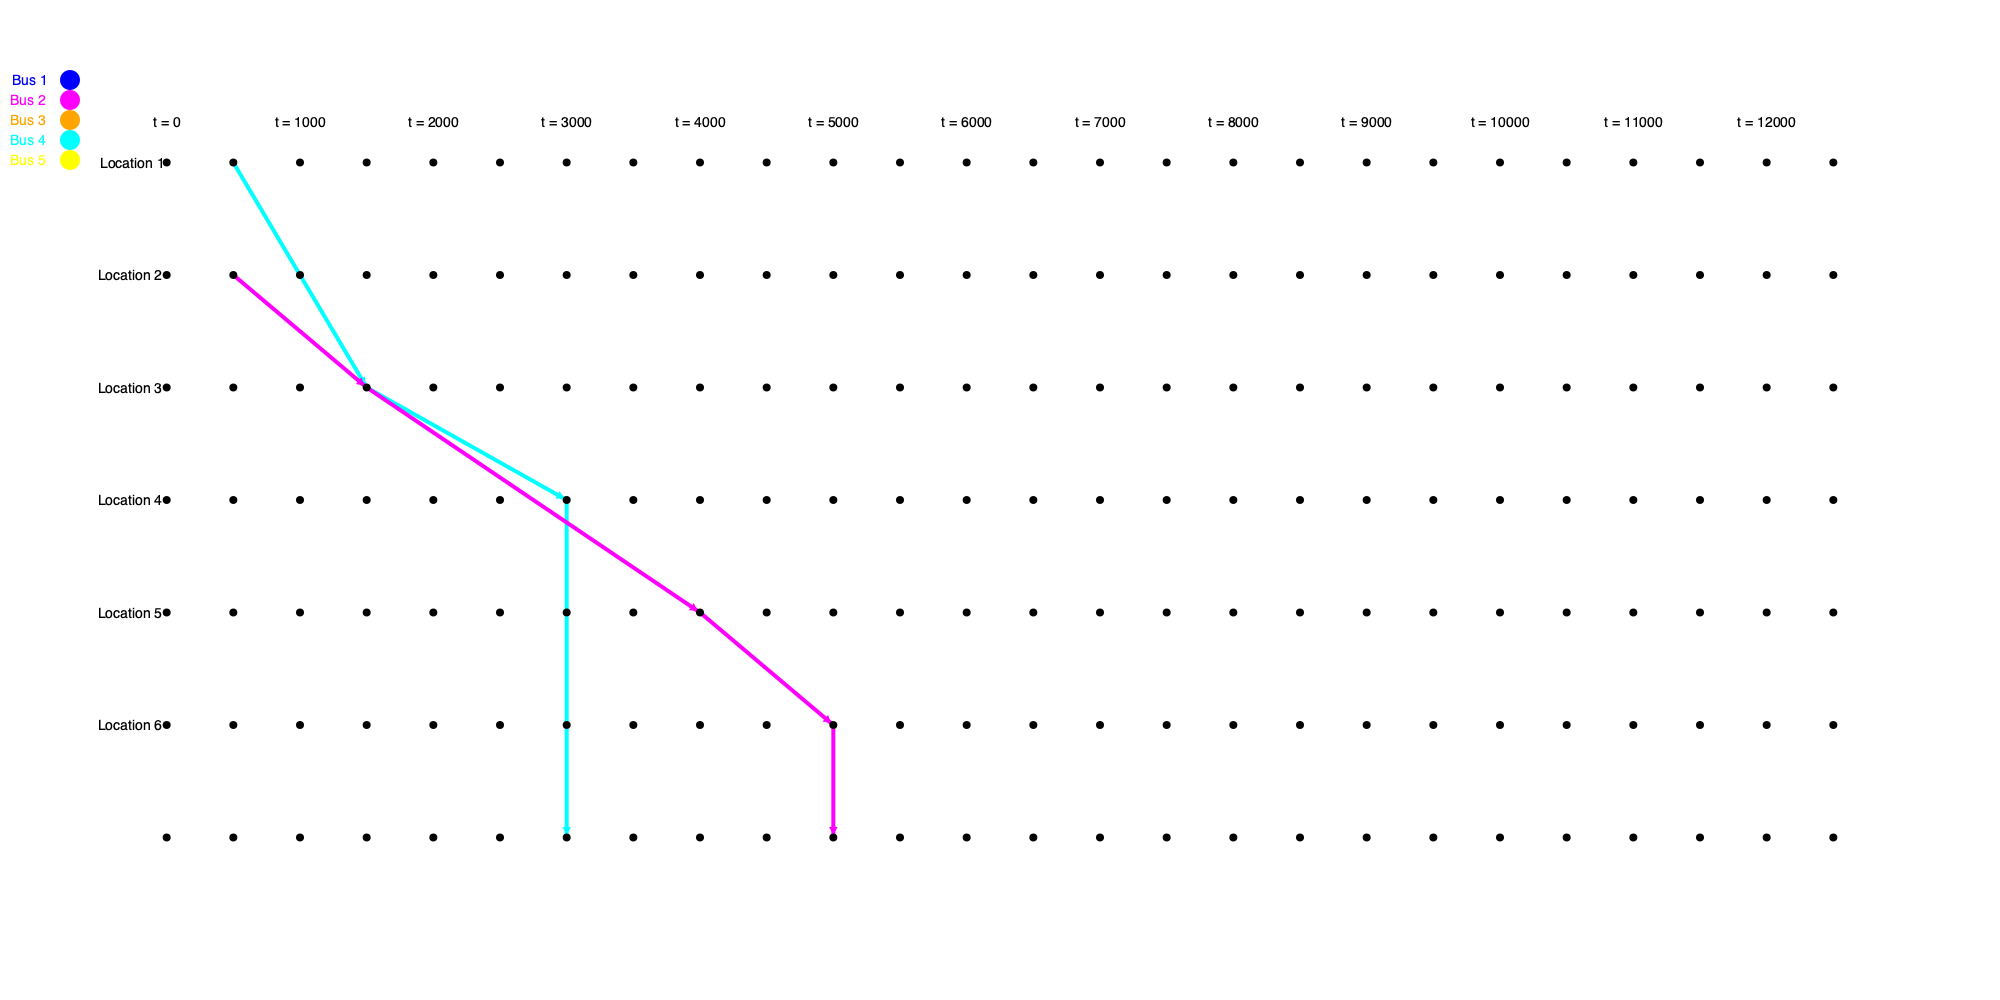 Bus 1
Bus 2
Bus 3
Bus 4
Bus 5
t = 0 t = 1000 t = 2000 t = 3000 t = 4000 t = 5000 t = 6000 t = 7000 t = 8000 t = 9000 t = 10000 t = 11000 t = 12000
Location 1
Location 2
Location 3
Location 4
Location 5
Location 6